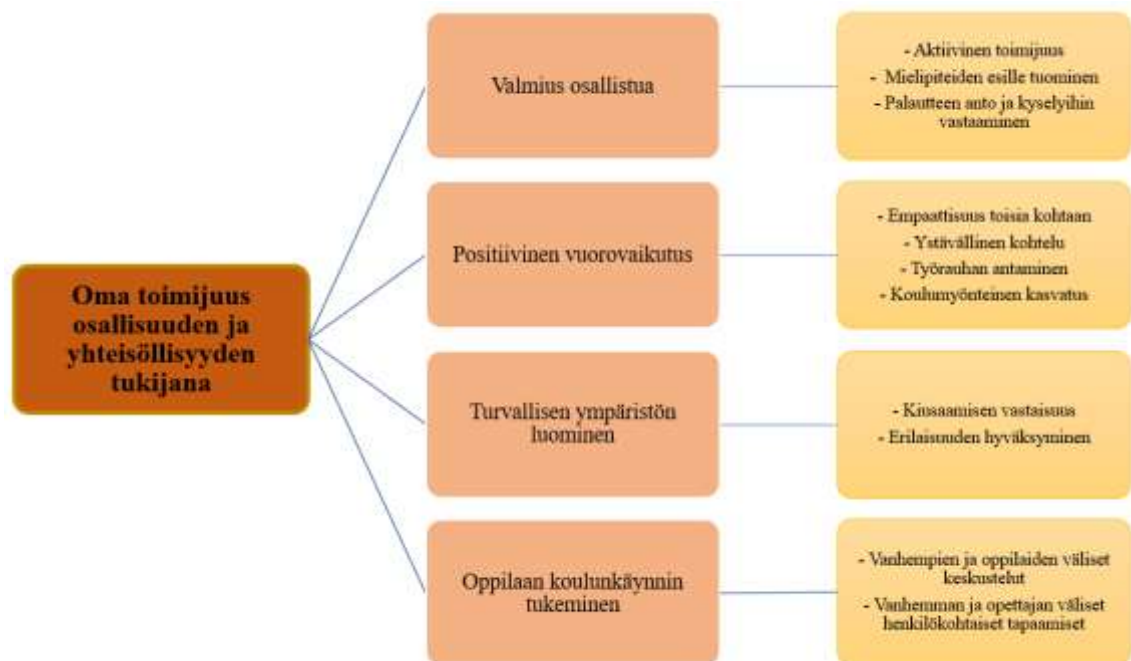 Oma toimijuus
osallisuuden ja
yhteisöllisyyden
tukijana
Valmius osallistua
- Aktiivinen toimijuus
- Mielipiteiden esille tuominen
- Palautteen anto ja kyselyihin
vastaaminen
Positiivinen vuorovaikutus
- Empaattisuus toisia kohtaan
- Ystävällinen kohtelu
- Työrauhan antaminen
- Koulumyönteinen kasvatus
Turvallisen ympäristön
luominen
- Kiusaamisen vastaisuus
- Erilaisuuden hyväksyminen
Oppilaan koulunkäynnin
tukeminen
- Vanhempien ja oppilaiden väliset
keskustelut
- Vanhemman ja opettajan väliset
henkilökohtaiset tapaamiset